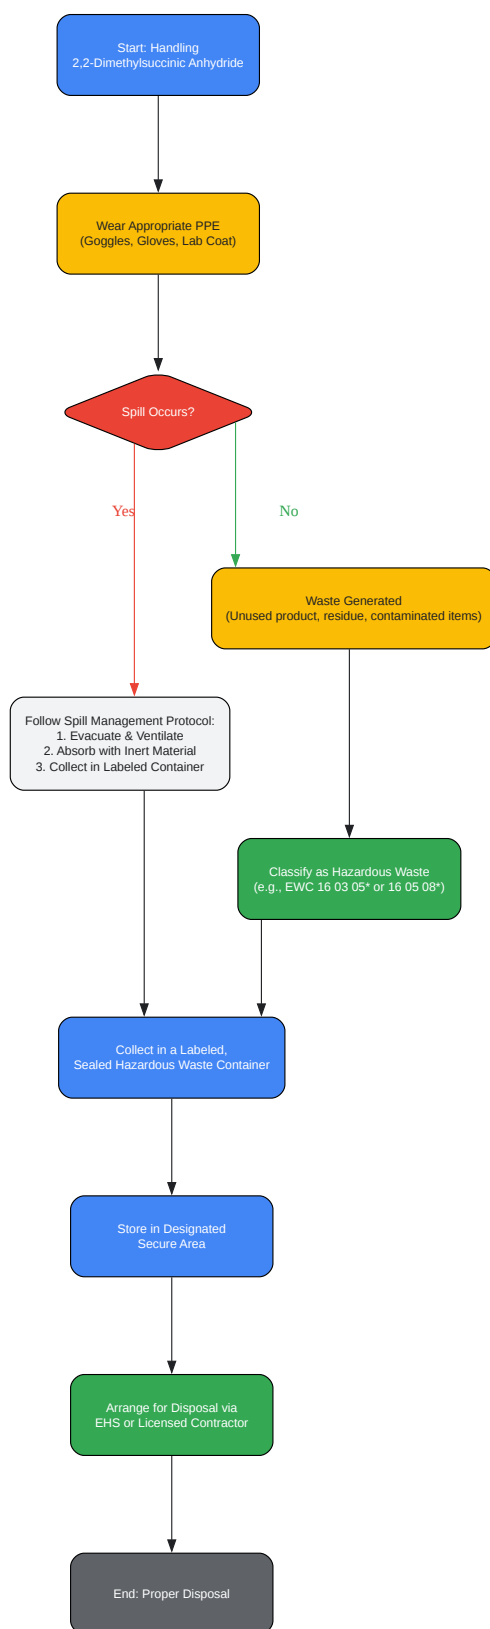 Start: Handling
2,2-Dimethylsuccinic Anhydride
Wear Appropriate PPE
(Goggles, Gloves, Lab Coat)
Spill Occurs?
Yes
No
Waste Generated
(Unused product, residue, contaminated items)
Follow Spill Management Protocol:
1. Evacuate & Ventilate
2. Absorb with Inert Material
3. Collect in Labeled Container
Classify as Hazardous Waste
(e.g., EWC 16 03 05* or 16 05 08*)
Collect in a Labeled,
Sealed Hazardous Waste Container
Store in Designated
Secure Area
Arrange for Disposal via
EHS or Licensed Contractor
End: Proper Disposal